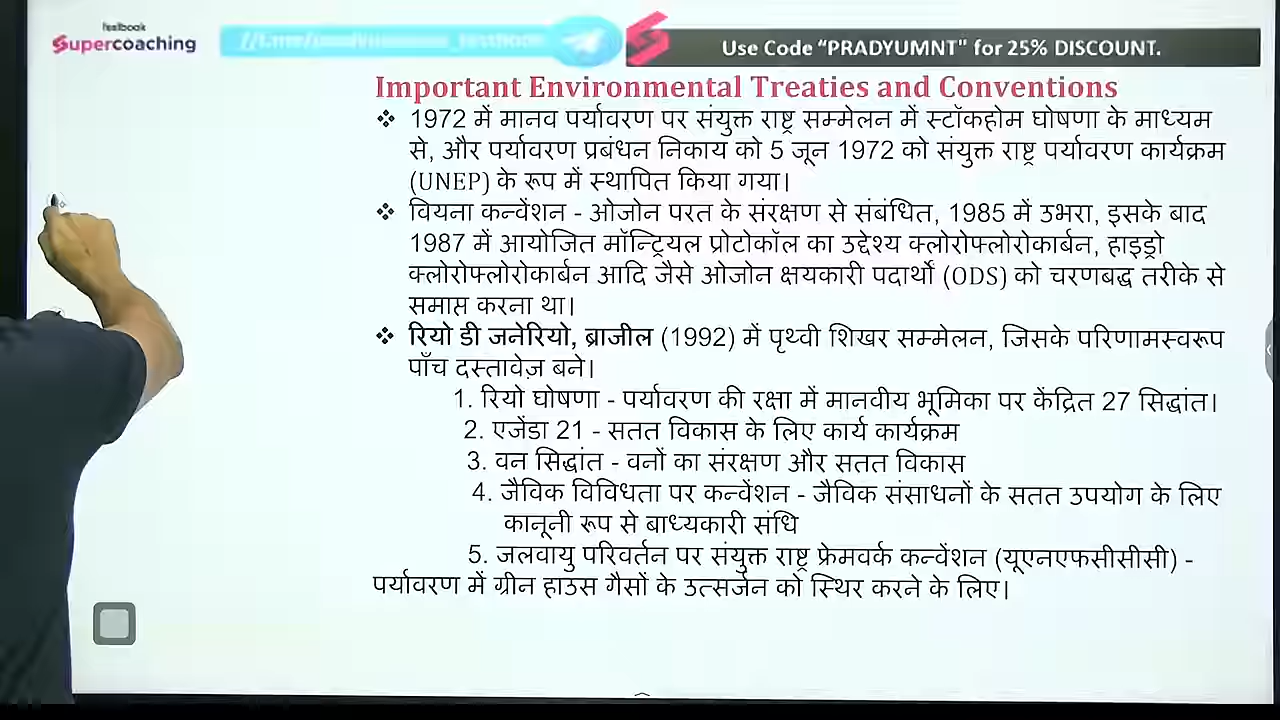 testbook
Supercoaching
Use Code “PRADYUMNT" for 25% DISCOUNT.
Important Environmental Treaties and Conventions
❖ 1972 में मानव पर्यावरण पर संयुक्त राष्ट्र सम्मेलन में स्टॉकहोम घोषणा के माध्यम
से, और पर्यावरण प्रबंधन निकाय को 5 जून 1972 को संयुक्त राष्ट्र पर्यावरण कार्यक्रम
(UNEP) के रूप में स्थापित किया गया।
❖ वियना कन्वेंशन - ओजोन परत के संरक्षण से संबंधित, 1985 में उभरा, इसके बाद
1987 में आयोजित मॉन्ट्रियल प्रोटोकॉल का उद्देश्य क्लोरोफ्लोरोकार्बन, हाइड्रो
क्लोरोफ्लोरोकार्बन आदि जैसे ओजोन क्षयकारी पदार्थों (ODS) को चरणबद्ध तरीके से
समाप्त करना था।
❖ रियो डी जनेरियो, ब्राजील (1992) में पृथ्वी शिखर सम्मेलन, जिसके परिणामस्वरूप
पाँच दस्तावेज़ बने।
1. रियो घोषणा - पर्यावरण की रक्षा में मानवीय भूमिका पर केंद्रित 27 सिद्धांत।
2. एजेंडा 21 - सतत विकास के लिए कार्य कार्यक्रम
3. वन सिद्धांत - वनों का संरक्षण और सतत विकास
4. जैविक विविधता पर कन्वेंशन - जैविक संसाधनों के सतत उपयोग के लिए
कानूनी रूप से बाध्यकारी संधि
5. जलवायु परिवर्तन पर संयुक्त राष्ट्र फ्रेमवर्क कन्वेंशन (यूएनएफसीसीसी) -
पर्यावरण में ग्रीन हाउस गैसों के उत्सर्जन को स्थिर करने के लिए।